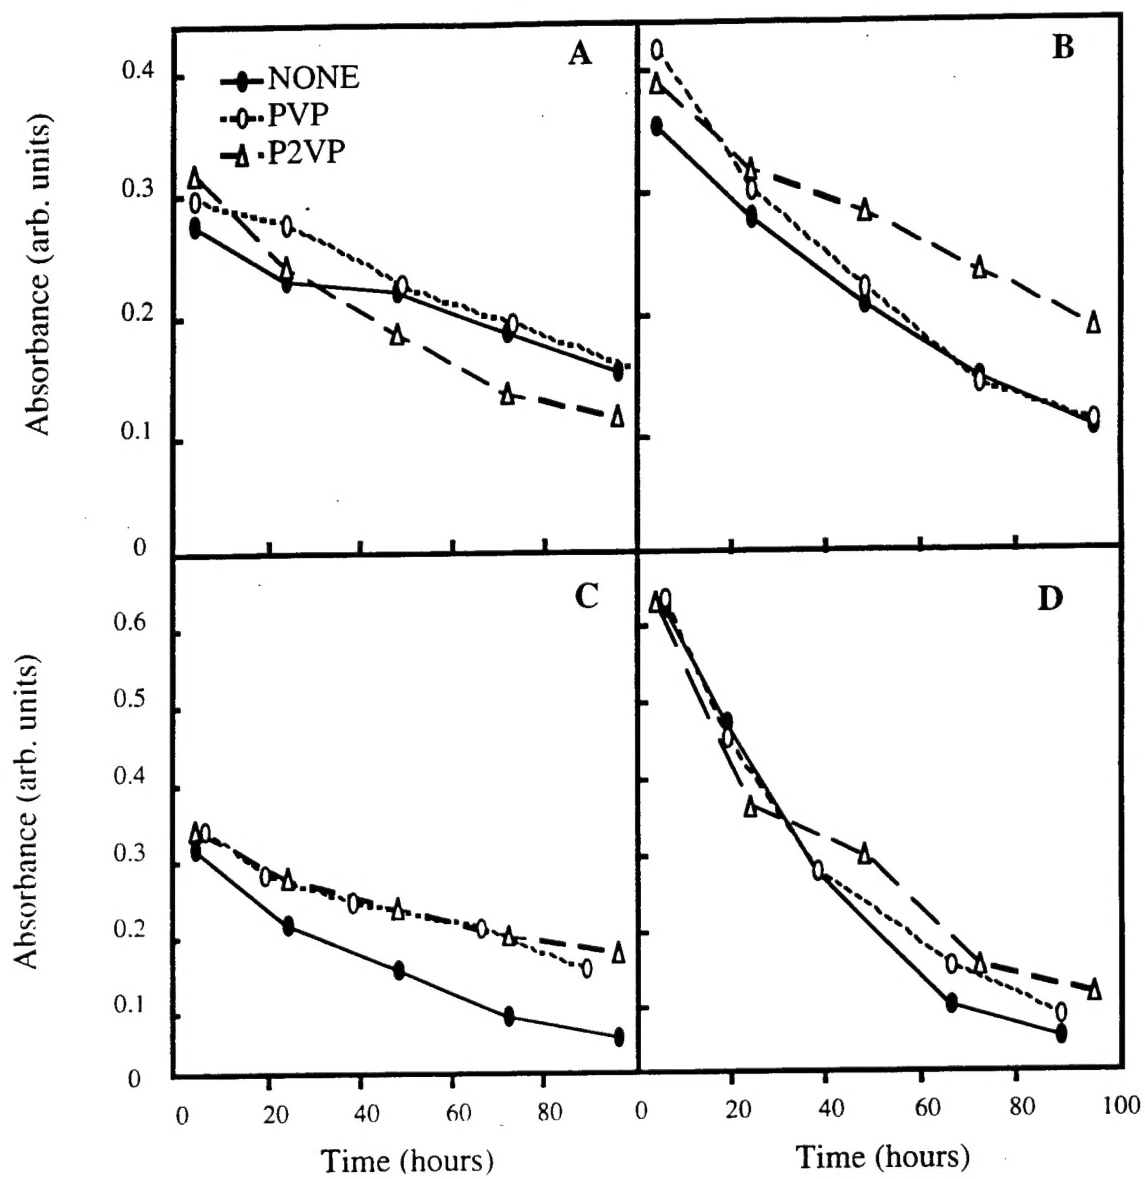 A
B
NONE
PVP
P2VP
Absorbance (arb. units)
0.4
0.3
0.2
0.1
0
C
D
Absorbance (arb. units)
0.6
0.5
0.4
0.3
0.2
0.1
0
0 20 40 60 80
0 20 40 60 80 100
Time (hours)
Time (hours)